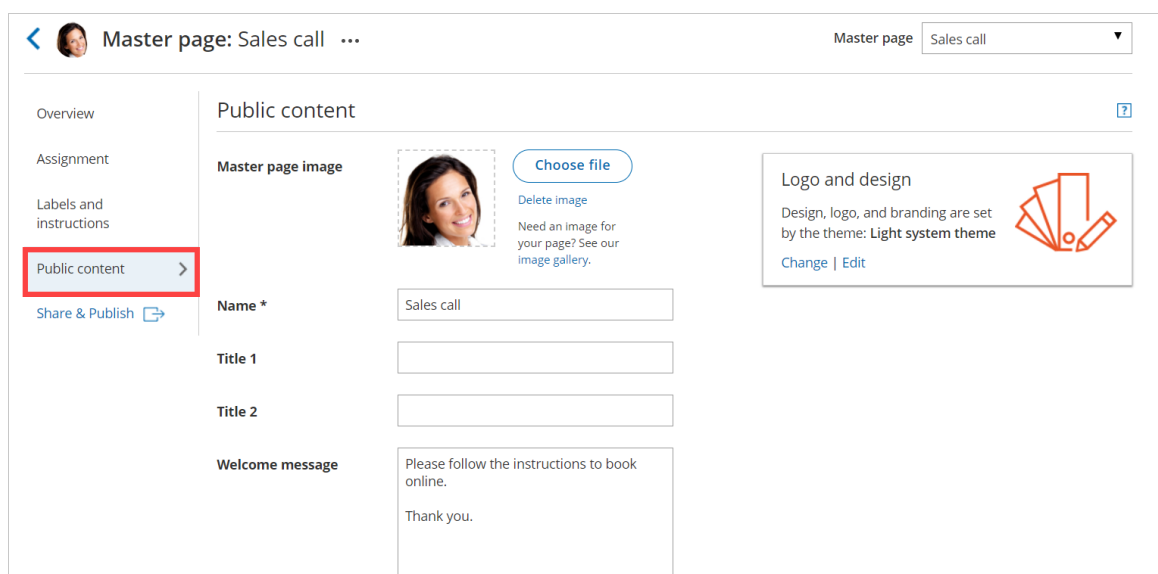 Master page: Sales call ...
Master page
Sales call
Overview
Assignment
Labels and
instructions
Public content
Share & Publish
Public content
?
Master page image
Choose file
Delete image
Need an image for
your page? See our
image gallery.
Logo and design
Design, logo, and branding are set
by the theme: Light system theme
Change | Edit
Name *
Sales call
Title 1
Title 2
Welcome message
Please follow the instructions to book
online.
Thank you.